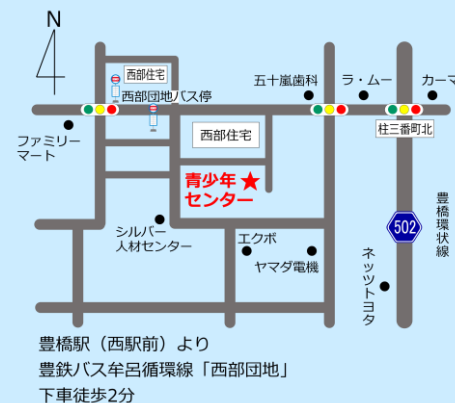 N
西部住宅
西部団地バス停
五十嵐歯科
ラ・ムー
カーマ
ファミリー
マート
西部住宅
柱三番町北
青少年
センター
シルバー
人材センター
エクボ
ヤマダ電機
502
豊橋環状線
ネッツトヨタ
豊橋駅（西駅前）より
豊鉄バス牟呂循環線「西部団地」
下車徒歩2分